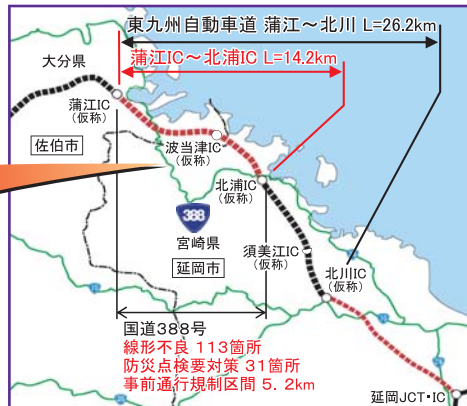 東九州自動車道 蒲江～北川 L=26.2km
蒲江IC～北浦IC L=14.2km
大分県
蒲江IC
(仮称)
佐伯市
波当津IC
(仮称)
北浦IC
(仮称)
388
宮崎県
延岡市
須美江IC
(仮称)
北川IC
(仮称)
国道388号
線形不良 113箇所
防災点検要対策 31箇所
事前通行規制区間 5. 2km
延岡JCT・IC